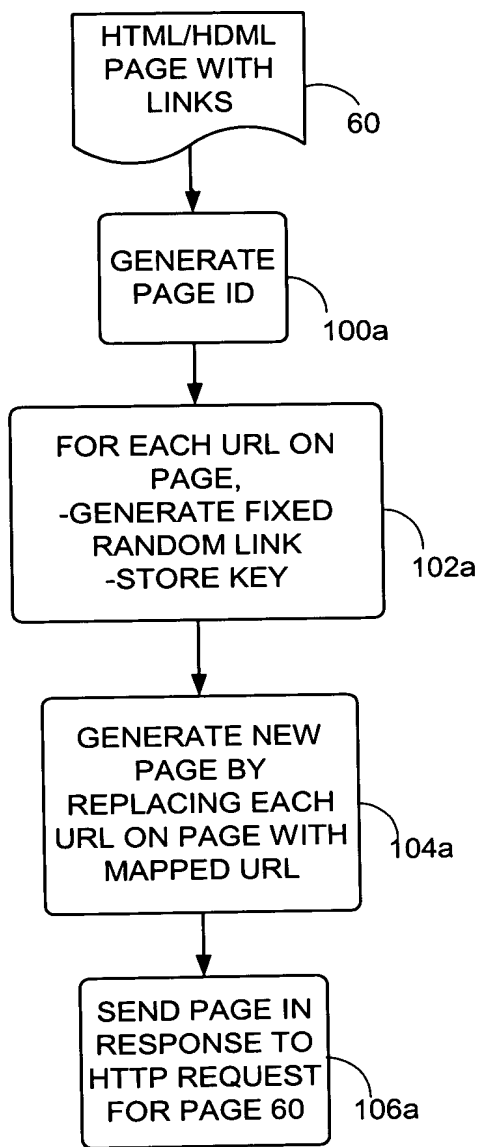 HTML/HDML
PAGE WITH
LINKS
60
GENERATE
PAGE ID
100a
FOR EACH URL ON
PAGE,
-GENERATE FIXED
RANDOM LINK
-STORE KEY
102a
GENERATE NEW
PAGE BY
REPLACING EACH
URL ON PAGE WITH
MAPPED URL
104a
SEND PAGE IN
RESPONSE TO
HTTP REQUEST
FOR PAGE 60
106a